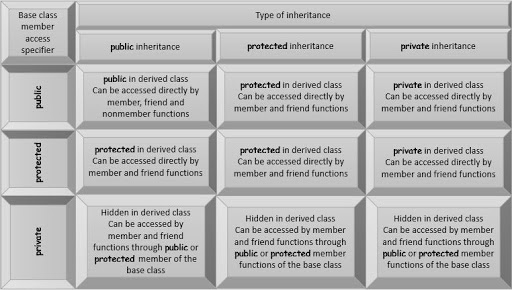 Base class
member
access
specifier
Type of inheritance
public inheritance
protected inheritance
private inheritance
public
public in derived class
Can be accessed directly by
member, friend and
nonmember functions
protected in derived class
Can be accessed directly by
member and friend functions
private in derived class
Can be accessed directly by
member and friend functions
protected
protected in derived class
Can be accessed directly by
member and friend functions
protected in derived class
Can be accessed directly by
member and friend functions
private in derived class
Can be accessed directly by
member and friend functions
private
Hidden in derived class
Can be accessed by
member and friend
functions through public or
protected member of the
base class
Hidden in derived class
Can be accessed by member
and friend functions through
public or protected member
functions of the base class
Hidden in derived class
Can be accessed by member
and friend functions through
public or protected member
functions of the base class